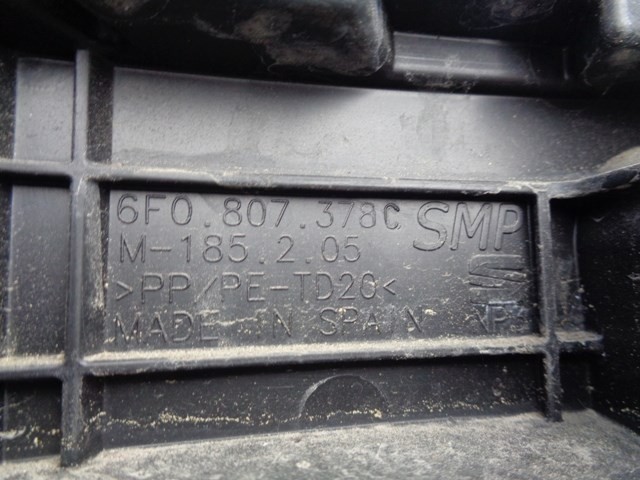 6F0.807.378C SMP
M-185.2.05
>PP/PE-TD20<
MADE IN SPAIN